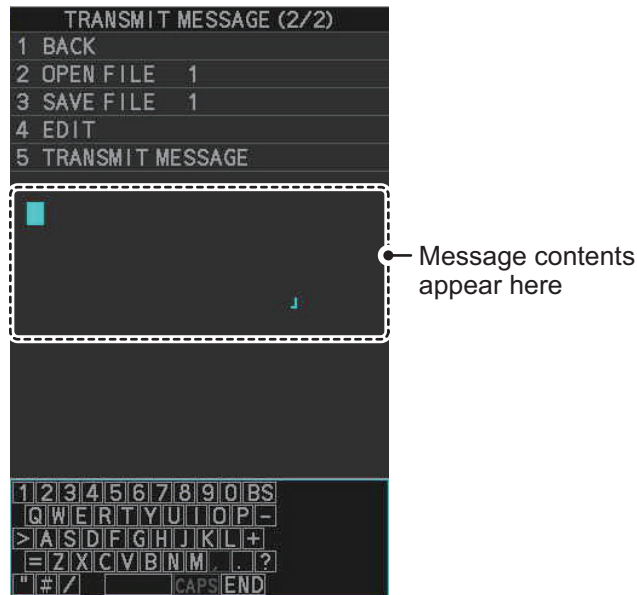 TRANSMIT MESSAGE (2/2)
1 BACK
2 OPEN FILE 1
3 SAVE FILE 1
4 EDIT
5 TRANSMIT MESSAGE
Message contents
appear here
1 2 3 4 5 6 7 8 9 0 BS
Q W E R T Y U I O P -
> A S D F G H J K L +
= Z X C V B N M , . ?
" # / CAPS END